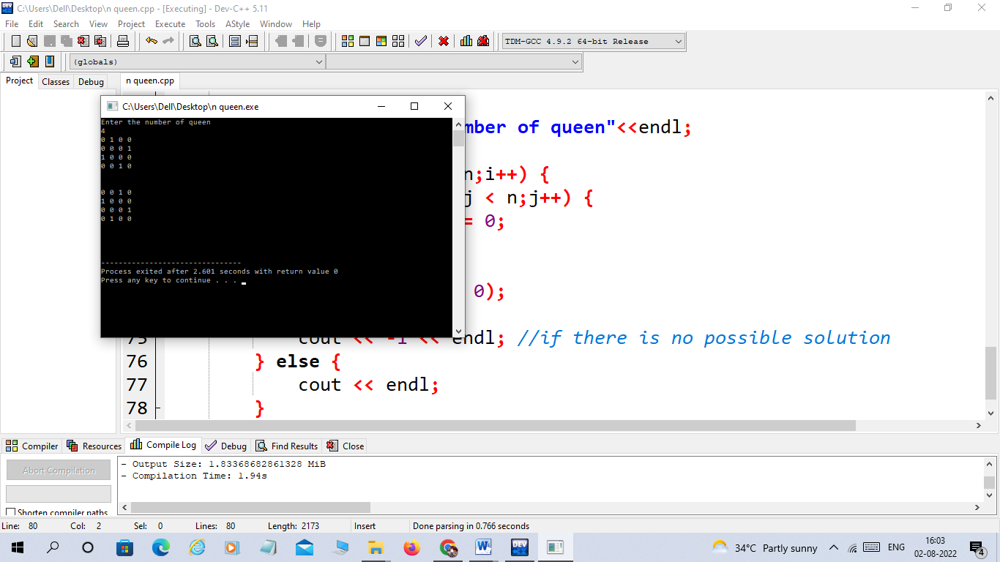 C:\Users\Dell\Desktop\n queen.cpp - [Executing] - Dev-C++ 5.11
File Edit Search View Project Execute Tools AStyle Window Help
TDM-GCC 4.9.2 64-bit Release
(globals)
Project Classes Debug
n queen.cpp
C:\Users\Dell\Desktop\n queen.exe
Enter the number of queen
4
0 1 0 0
0 0 0 1
1 0 0 0
0 0 1 0
0 0 1 0
1 0 0 0
0 0 0 1
0 1 0 0
--------------------------------
Process exited after 2.601 seconds with return value 0
Press any key to continue . . .
mber of queen"<<endl;
n;i++) {
j < n;j++) {
= 0;
0);
75 cout << -1 << endl; //if there is no possible solution
76 } else {
77 cout << endl;
78 }
Compiler Resources Compile Log Debug Find Results Close
Abort Compilation
Shorten compiler paths
- Output Size: 1.83368682861328 MiB
- Compilation Time: 1.94s
Line: 80 Col: 2 Sel: 0 Lines: 80 Length: 2173 Insert Done parsing in 0.766 seconds
34°C Partly sunny ENG 16:03
02-08-2022
4